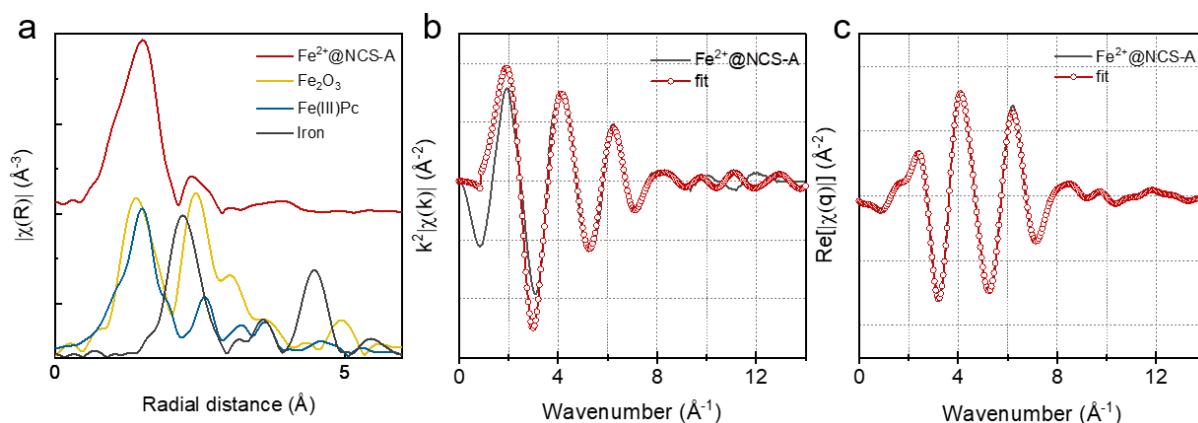 a
Fe²⁺@NCS-A
Fe₂O₃
Fe(III)Pc
Iron
|χ(R)| (Å⁻³)
0
5
Radial distance (Å)
b
Fe²⁺@NCS-A
fit
k²|χ(k)| (Å⁻²)
0
4
8
12
Wavenumber (Å⁻¹)
c
Fe²⁺@NCS-A
fit
Re[|χ(q)|] (Å⁻²)
0
4
8
12
Wavenumber (Å⁻¹)